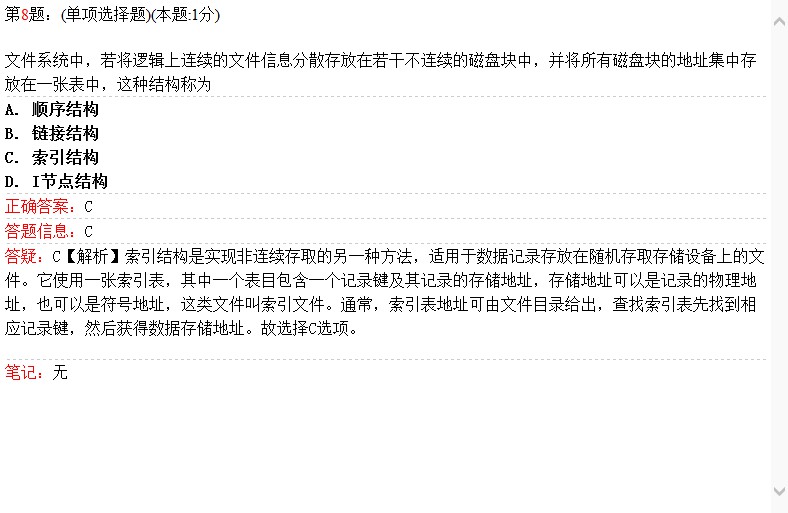 第8题：(单项选择题)(本题:1分)
文件系统中，若将逻辑上连续的文件信息分散存放在若干不连续的磁盘块中，并将所有磁盘块的地址集中存
放在一张表中，这种结构称为
A. 顺序结构
B. 链接结构
C. 索引结构
D. I节点结构
正确答案：C
答题信息：C
答疑：C【解析】索引结构是实现非连续存取的另一种方法，适用于数据记录存放在随机存取存储设备上的文
件。它使用一张索引表，其中一个表目包含一个记录键及其记录的存储地址，存储地址可以是记录的物理地
址，也可以是符号地址，这类文件叫索引文件。通常，索引表地址可由文件目录给出，查找索引表先找到相
应记录键，然后获得数据存储地址。故选择C选项。
笔记：无